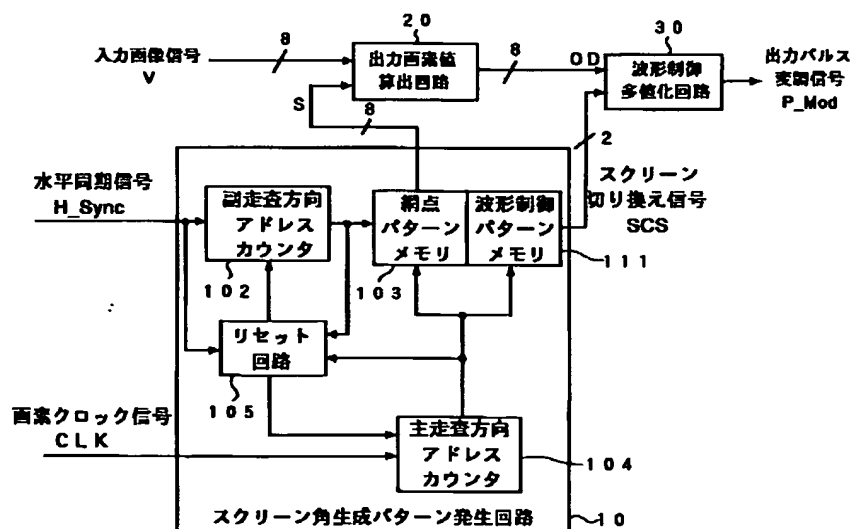 20
30
入力画像信号
V
8
出力画素値
算出回路
8
OD
波形制御
多値化回路
出力パルス
変調信号
P_Mod
S
8
2
水平同期信号
H_Sync
副走査方向
アドレス
カウンタ
102
網点
パターン
メモリ
103
波形制御
パターン
メモリ
111
スクリーン
切り換え信号
SCS
リセット
回路
105
画素クロック信号
CLK
主走査方向
アドレス
カウンタ
104
スクリーン角生成パターン発生回路
10